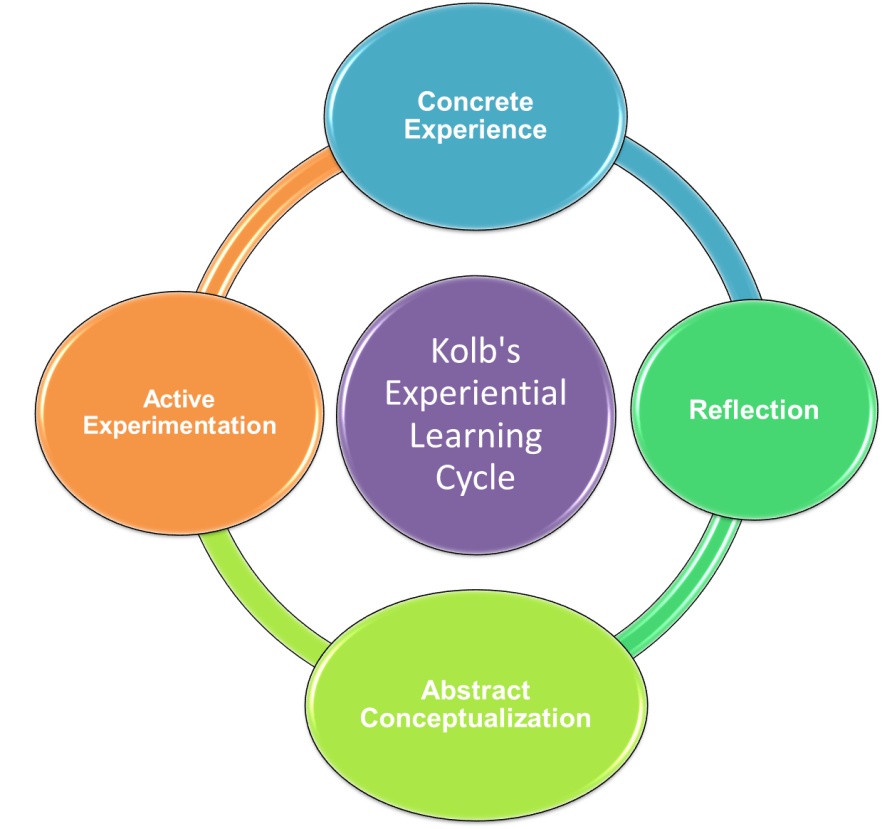 Concrete
Experience
Kolb's
Experiential
Learning
Cycle
Active
Experimentation
Reflection
Abstract
Conceptualization